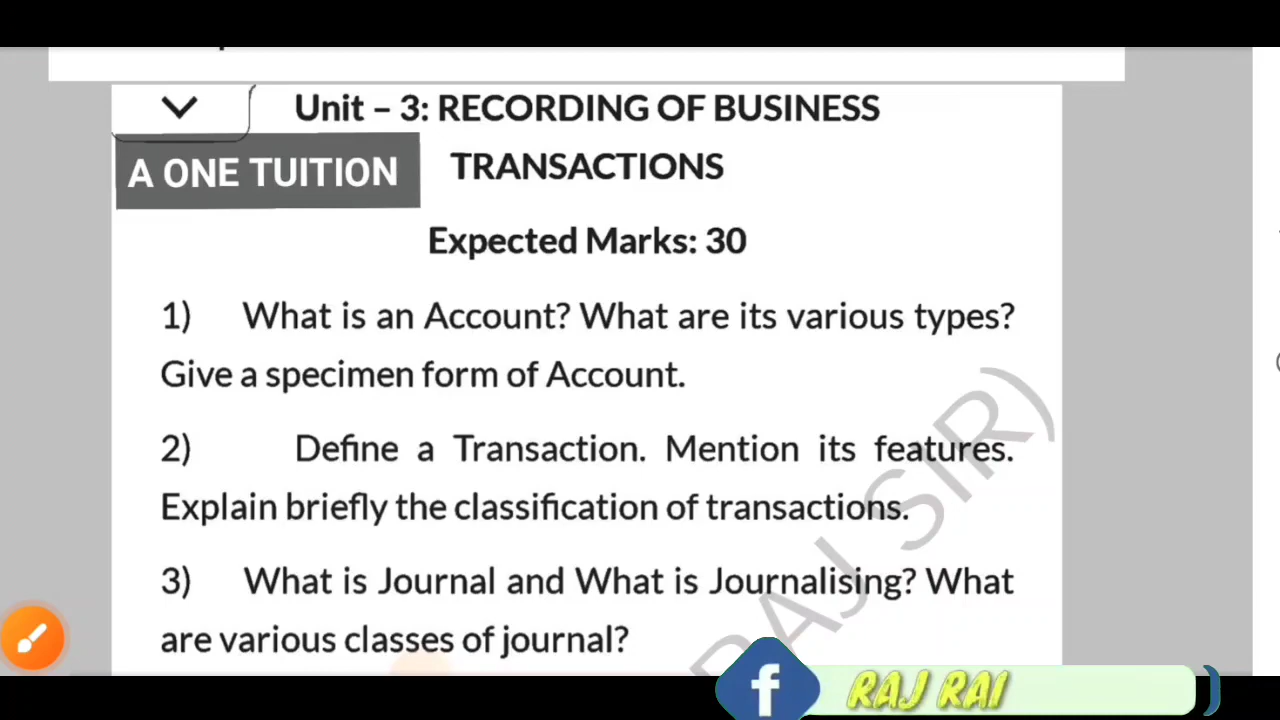 Unit – 3: RECORDING OF BUSINESS
A ONE TUITION
TRANSACTIONS
Expected Marks: 30
1) What is an Account? What are its various types?
Give a specimen form of Account.
2) Define a Transaction. Mention its features.
Explain briefly the classification of transactions.
3) What is Journal and What is Journalising? What
are various classes of journal?
RAJ SIR)
f RAJ RAI